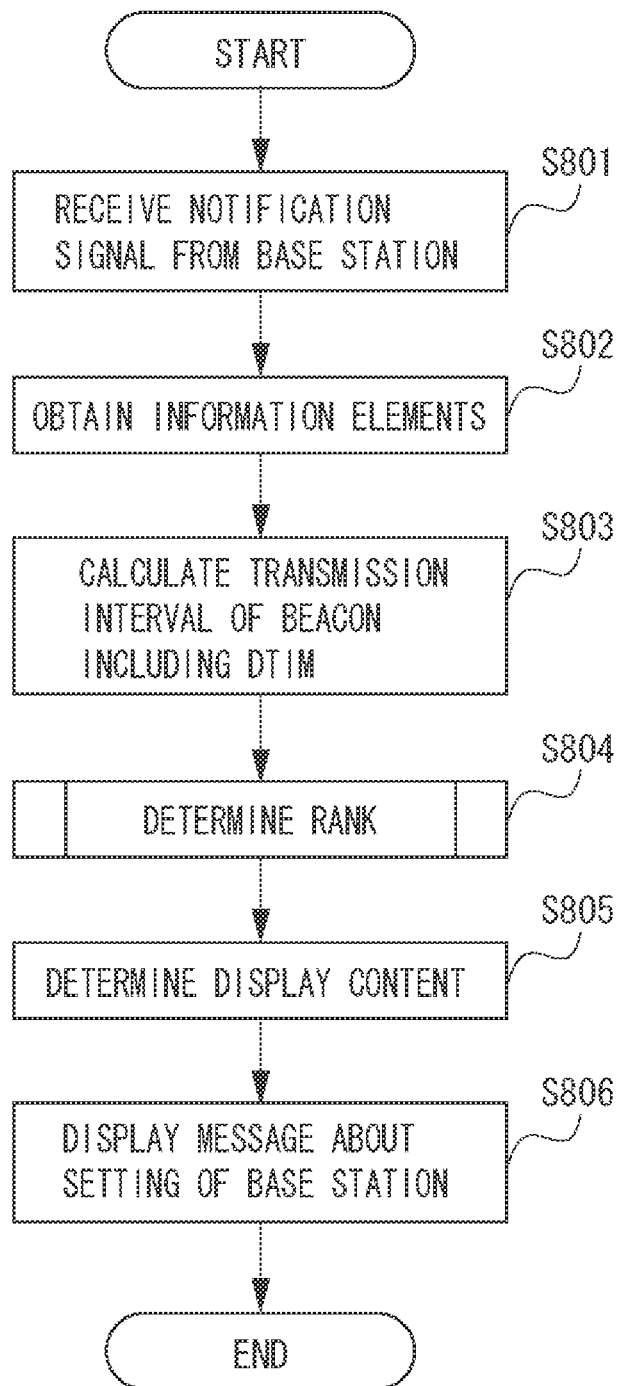 START
S801
RECEIVE NOTIFICATION
SIGNAL FROM BASE STATION
S802
OBTAIN INFORMATION ELEMENTS
S803
CALCULATE TRANSMISSION
INTERVAL OF BEACON
INCLUDING DTIM
S804
DETERMINE RANK
S805
DETERMINE DISPLAY CONTENT
S806
DISPLAY MESSAGE ABOUT
SETTING OF BASE STATION
END